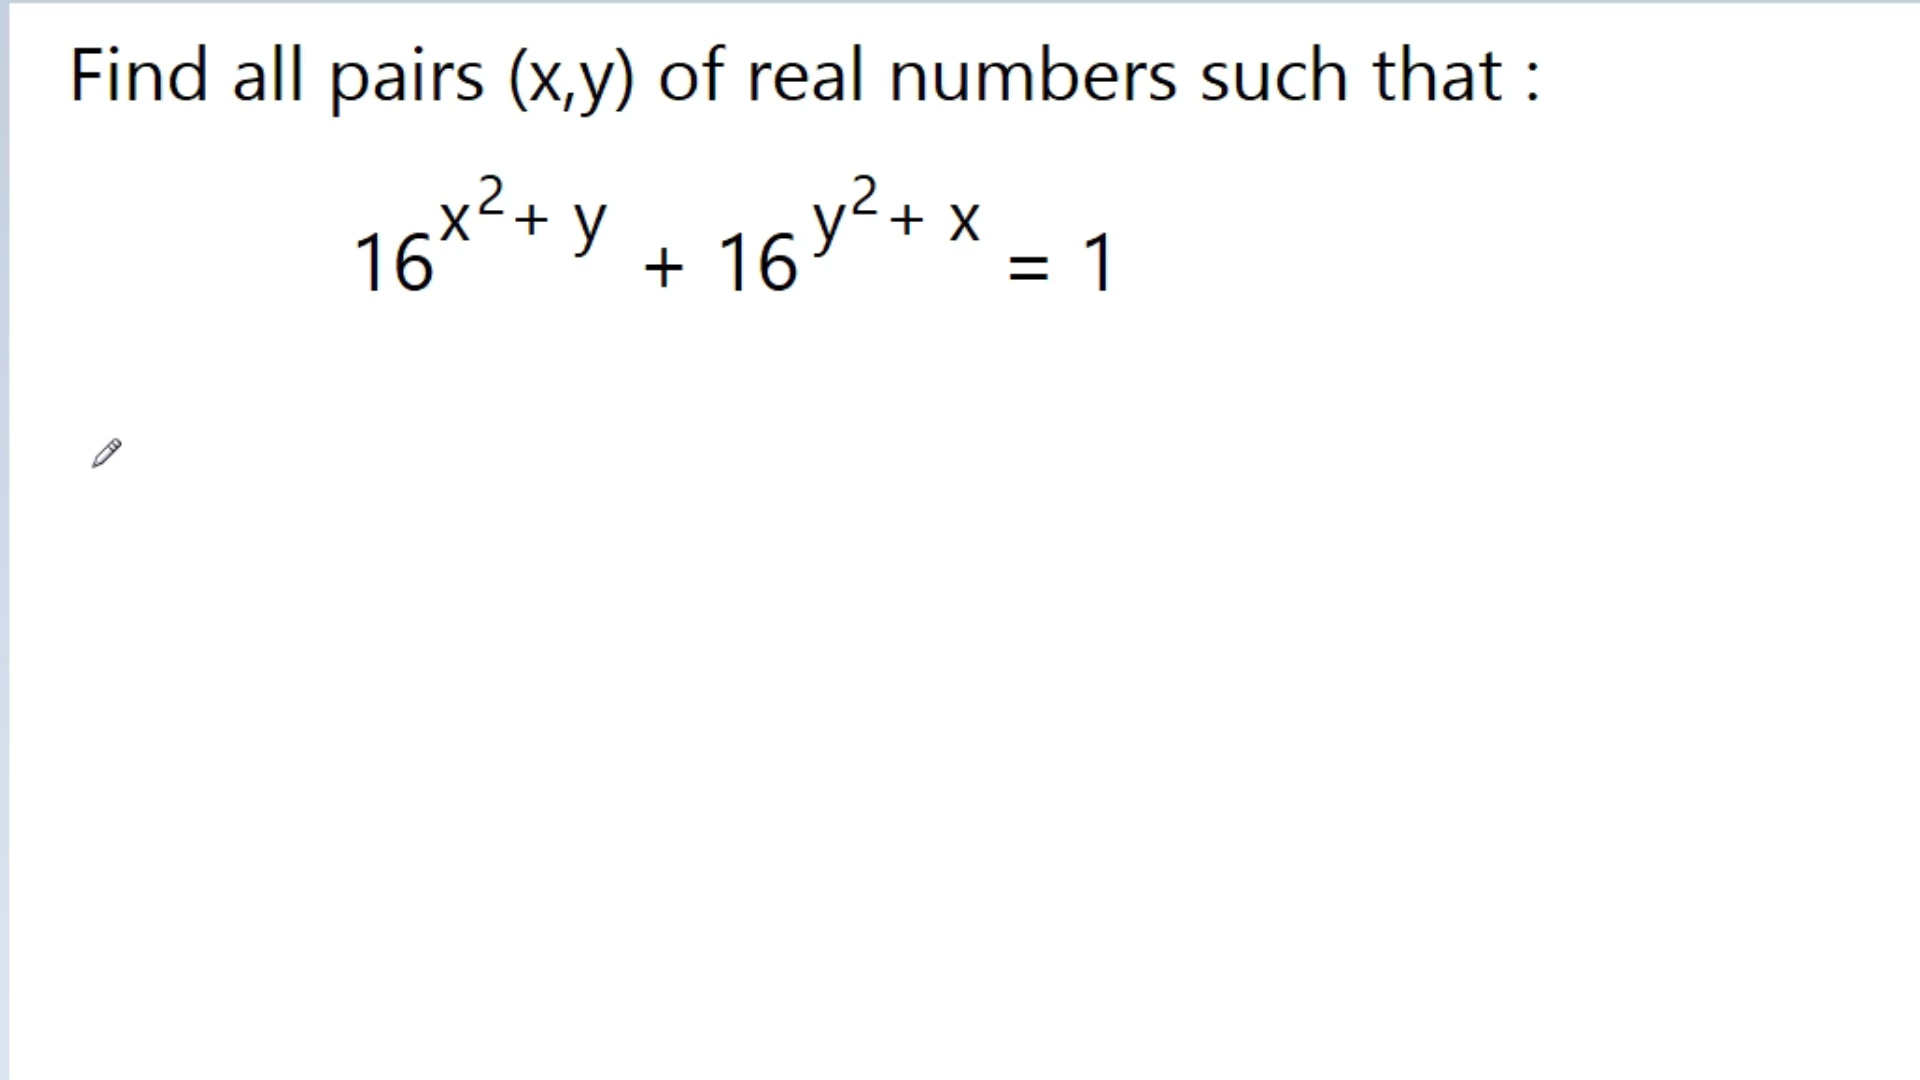 Find all pairs (x,y) of real numbers such that :
16^{x^2+ y} + 16^{y^2+ x} = 1